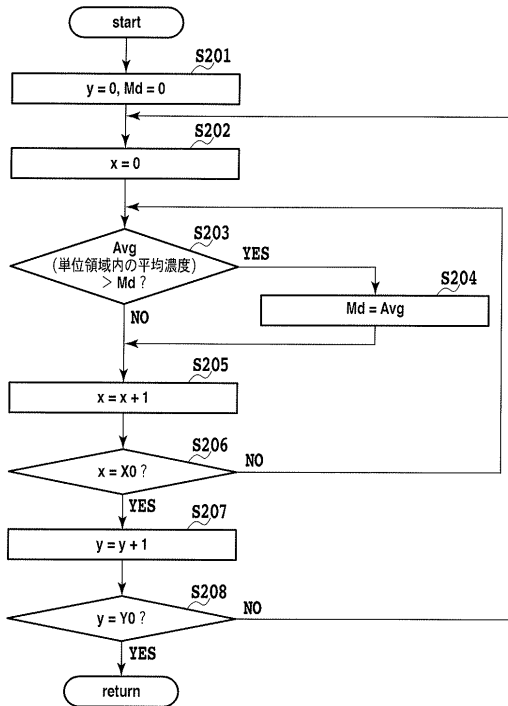 start
S201
y = 0, Md = 0
S202
x = 0
S203
Avg
(単位領域内の平均濃度)
> Md ?
YES
S204
Md = Avg
NO
S205
x = x + 1
S206
x = X0 ?
NO
YES
S207
y = y + 1
S208
y = Y0 ?
NO
YES
return